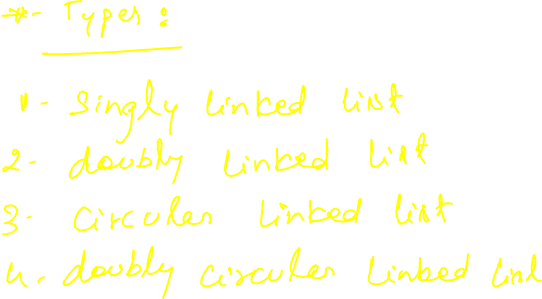 *- Types :
1- Singly linked list
2- doubly linked list
3- circular linked list
4. doubly circular linked list